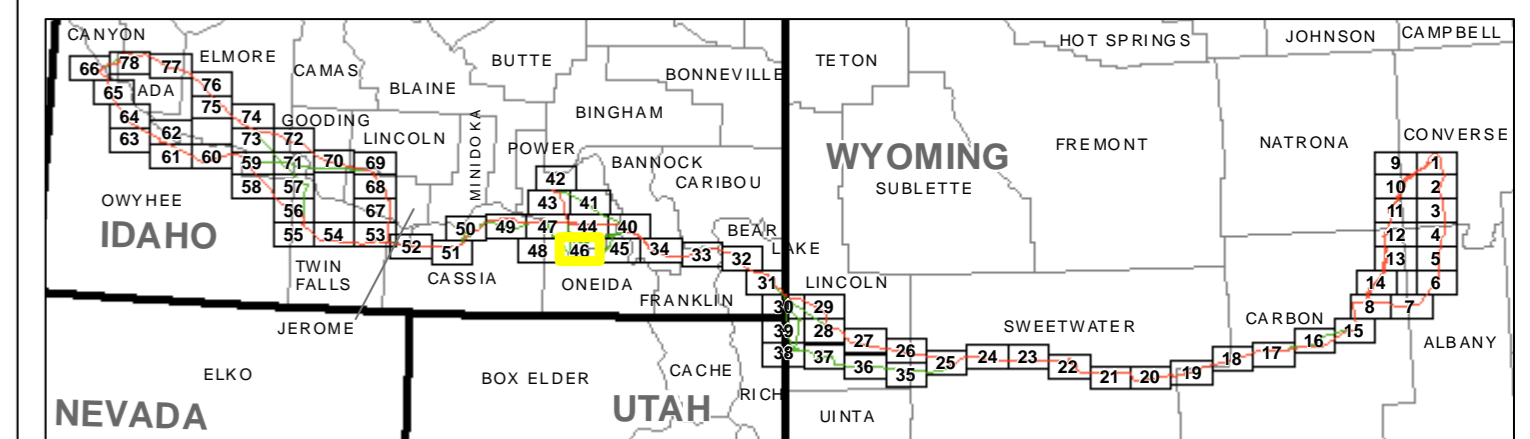 CANYON
ELMORE
CAMAS
BUTTE
BLAINE
BONNEVILLE
TETON
HOT SPRINGS
JOHNSON
CAMPBELL
66
78
77
76
65
ADA
75
64
74
63
62
73
GOODING
72
LINCOLN
MINIDOKA
BINGHAM
POWER
BANNOCK
CARIBOU
WYOMING
SUBLETTE
FREMONT
NATRONA
CONVERSE
61
60
59
71
70
69
58
57
68
OWYHEE
56
67
IDAHO
55
54
53
52
51
50
49
43
42
41
47
44
40
48
46
45
34
33
32
31
BEAR
LAKE
TWIN
FALLS
CASSIA
ONEIDA
FRANKLIN
LINCOLN
JEROME
30
29
39
28
38
37
27
26
36
35
25
24
23
22
21
20
19
18
17
16
15
SWEETWATER
CARBON
ALBANY
9
1
10
2
11
3
12
4
13
5
14
6
8
7
ELKO
BOX ELDER
CACHE
RICH
UINTA
NEVADA
UTAH